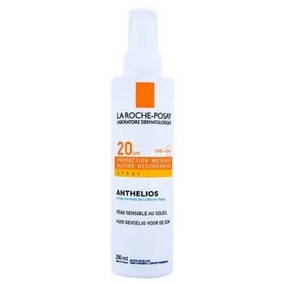 LA ROCHE-POSAY
LABORATOIRE DERMATOLOGIQUE
20 SPF
UVB + UVA
PROTECTION MOYENNE
MATIGE BESCHERMING
SPRAY
ANTHELIOS
PEAU SENSIBLE AU SOLEIL
HUID GEVOELIG VOOR DE ZON
200 ml